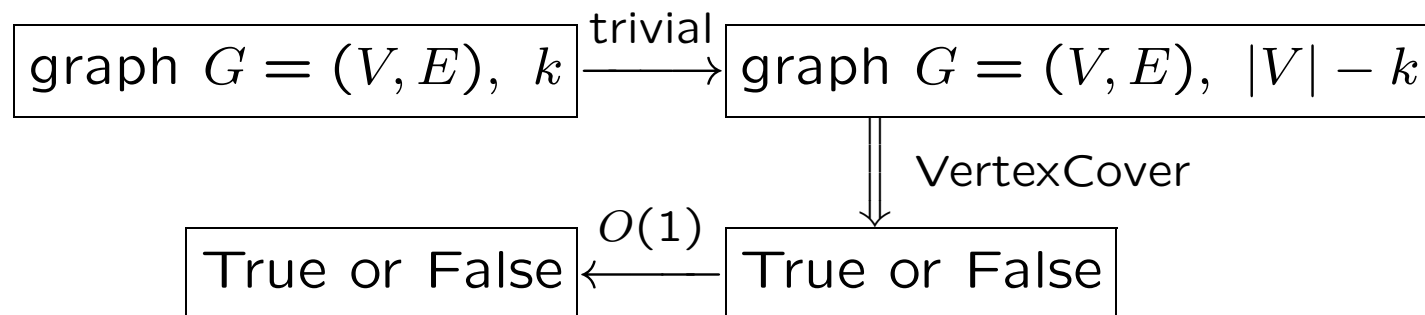 graph G = (V, E), k
trivial
graph G = (V, E), |V| − k
VertexCover
True or False
O(1)
True or False